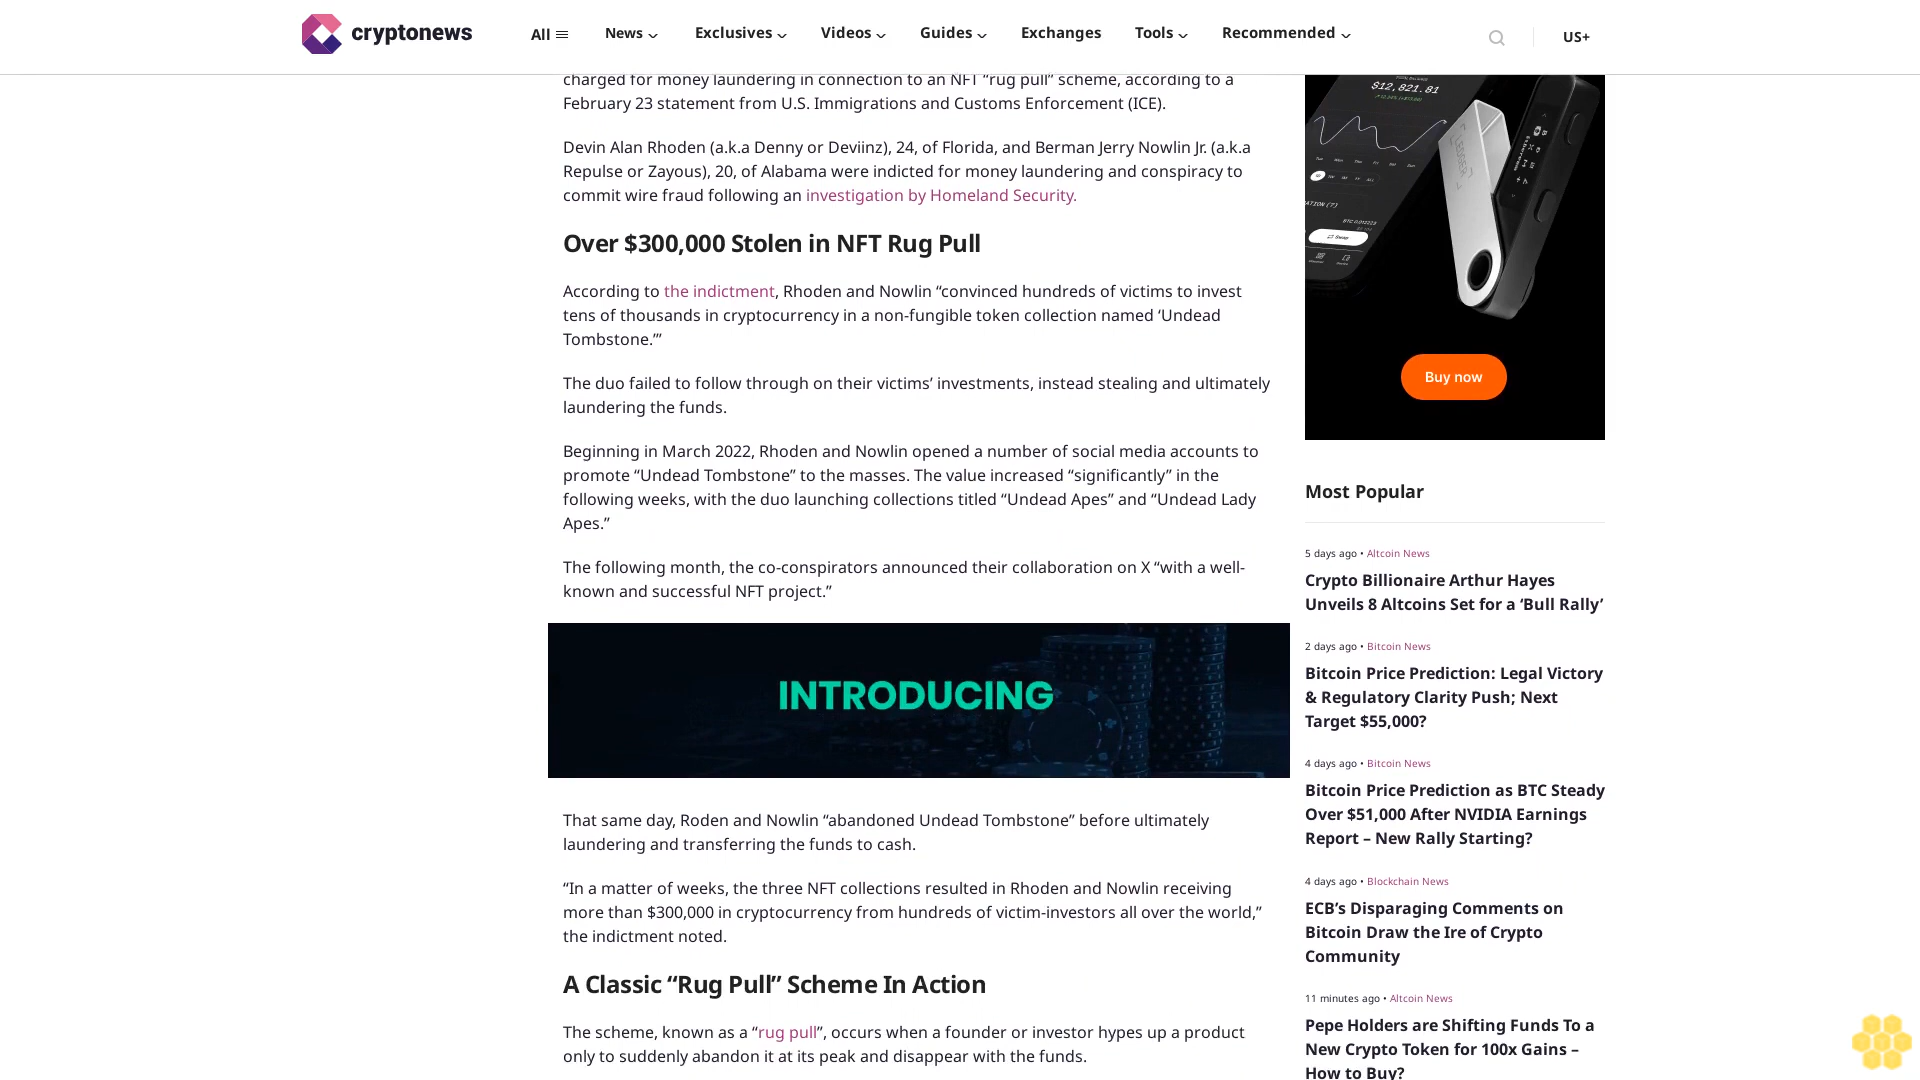 cryptonews
All
News
Exclusives
Videos
Guides
Exchanges
Tools
Recommended
US+
charged for money laundering in connection to an NFT “rug pull” scheme, according to a
February 23 statement from U.S. Immigrations and Customs Enforcement (ICE).
Devin Alan Rhoden (a.k.a Denny or Deviinz), 24, of Florida, and Berman Jerry Nowlin Jr. (a.k.a
Repulse or Zayous), 20, of Alabama were indicted for money laundering and conspiracy to
commit wire fraud following an investigation by Homeland Security.
Over $300,000 Stolen in NFT Rug Pull
According to the indictment, Rhoden and Nowlin “convinced hundreds of victims to invest
tens of thousands in cryptocurrency in a non-fungible token collection named ‘Undead
Tombstone.’”
The duo failed to follow through on their victims’ investments, instead stealing and ultimately
laundering the funds.
Beginning in March 2022, Rhoden and Nowlin opened a number of social media accounts to
promote “Undead Tombstone” to the masses. The value increased “significantly” in the
following weeks, with the duo launching collections titled “Undead Apes” and “Undead Lady
Apes.”
The following month, the co-conspirators announced their collaboration on X “with a well-
known and successful NFT project.”
INTRODUCING
That same day, Roden and Nowlin “abandoned Undead Tombstone” before ultimately
laundering and transferring the funds to cash.
“In a matter of weeks, the three NFT collections resulted in Rhoden and Nowlin receiving
more than $300,000 in cryptocurrency from hundreds of victim-investors all over the world,”
the indictment noted.
A Classic “Rug Pull” Scheme In Action
The scheme, known as a “rug pull”, occurs when a founder or investor hypes up a product
only to suddenly abandon it at its peak and disappear with the funds.
$12,821.81
LEDGER
Swap
Buy now
Most Popular
5 days ago • Altcoin News
Crypto Billionaire Arthur Hayes
Unveils 8 Altcoins Set for a ‘Bull Rally’
2 days ago • Bitcoin News
Bitcoin Price Prediction: Legal Victory
& Regulatory Clarity Push; Next
Target $55,000?
4 days ago • Bitcoin News
Bitcoin Price Prediction as BTC Steady
Over $51,000 After NVIDIA Earnings
Report – New Rally Starting?
4 days ago • Blockchain News
ECB’s Disparaging Comments on
Bitcoin Draw the Ire of Crypto
Community
11 minutes ago • Altcoin News
Pepe Holders are Shifting Funds To a
New Crypto Token for 100x Gains –
How to Buy?